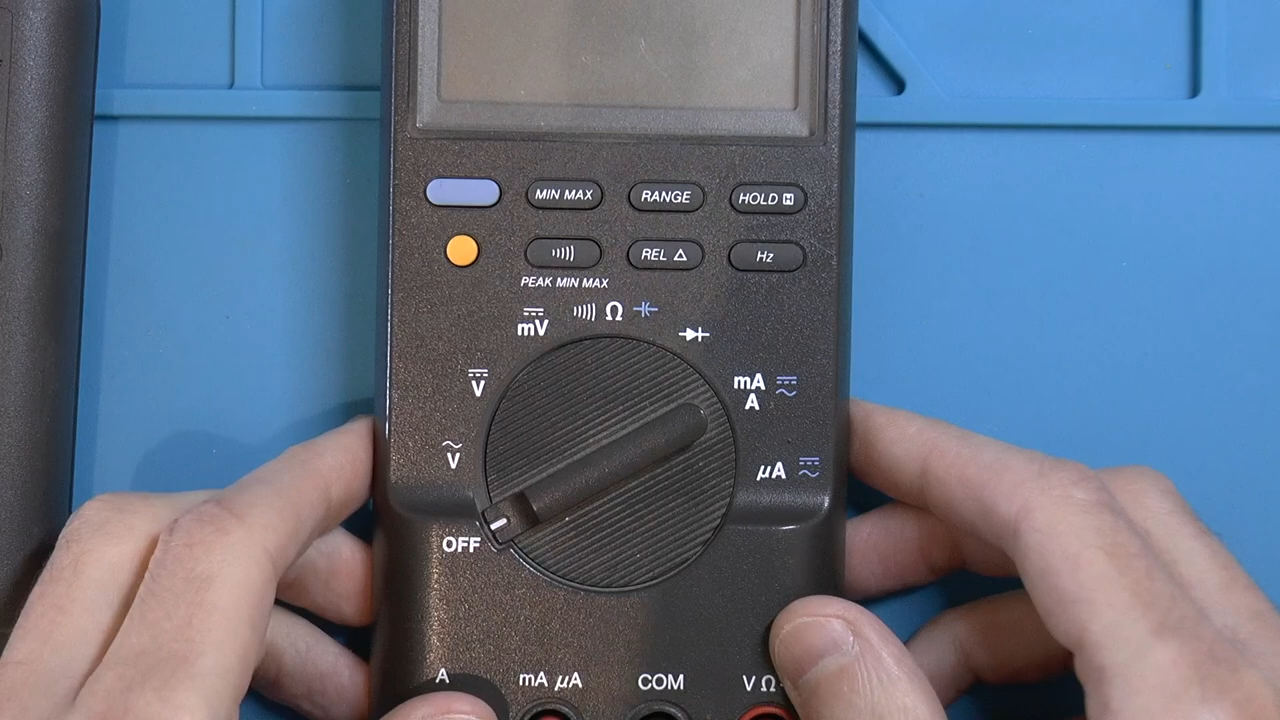 MIN MAX
RANGE
HOLD H
REL Δ
Hz
PEAK MIN MAX
mV
Ω
V
mA
A
V
µA
OFF
A
mA µA
COM
V Ω